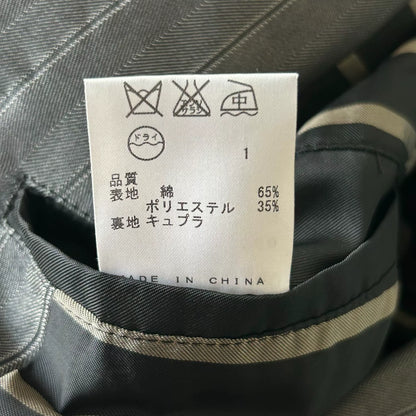 中
ドライ
1
品質
表地 綿 65%
ポリエステル 35%
裏地 キュプラ
MADE IN CHINA